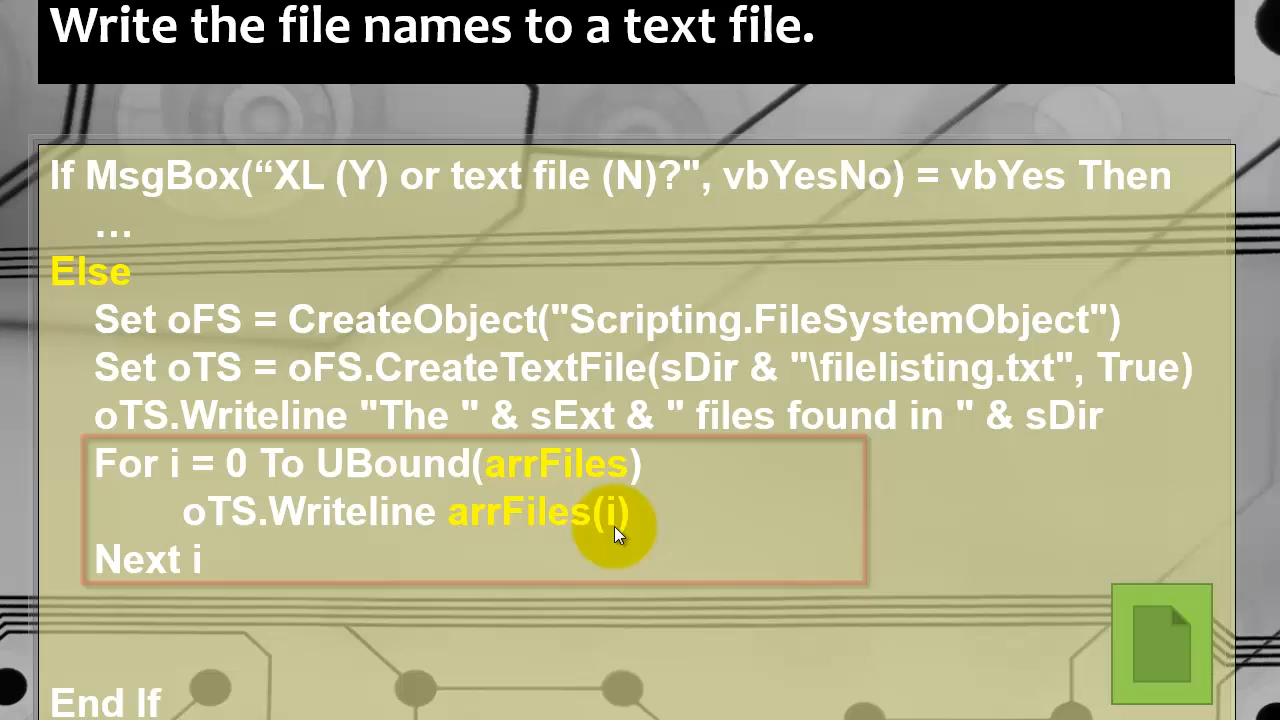 Write the file names to a text file.
If MsgBox(“XL (Y) or text file (N)?", vbYesNo) = vbYes Then
…
Else
Set oFS = CreateObject("Scripting.FileSystemObject")
Set oTS = oFS.CreateTextFile(sDir & "\filelisting.txt", True)
oTS.Writeline "The " & sExt & " files found in " & sDir
For i = 0 To UBound(arrFiles)
oTS.Writeline arrFiles(i)
Next i
End If